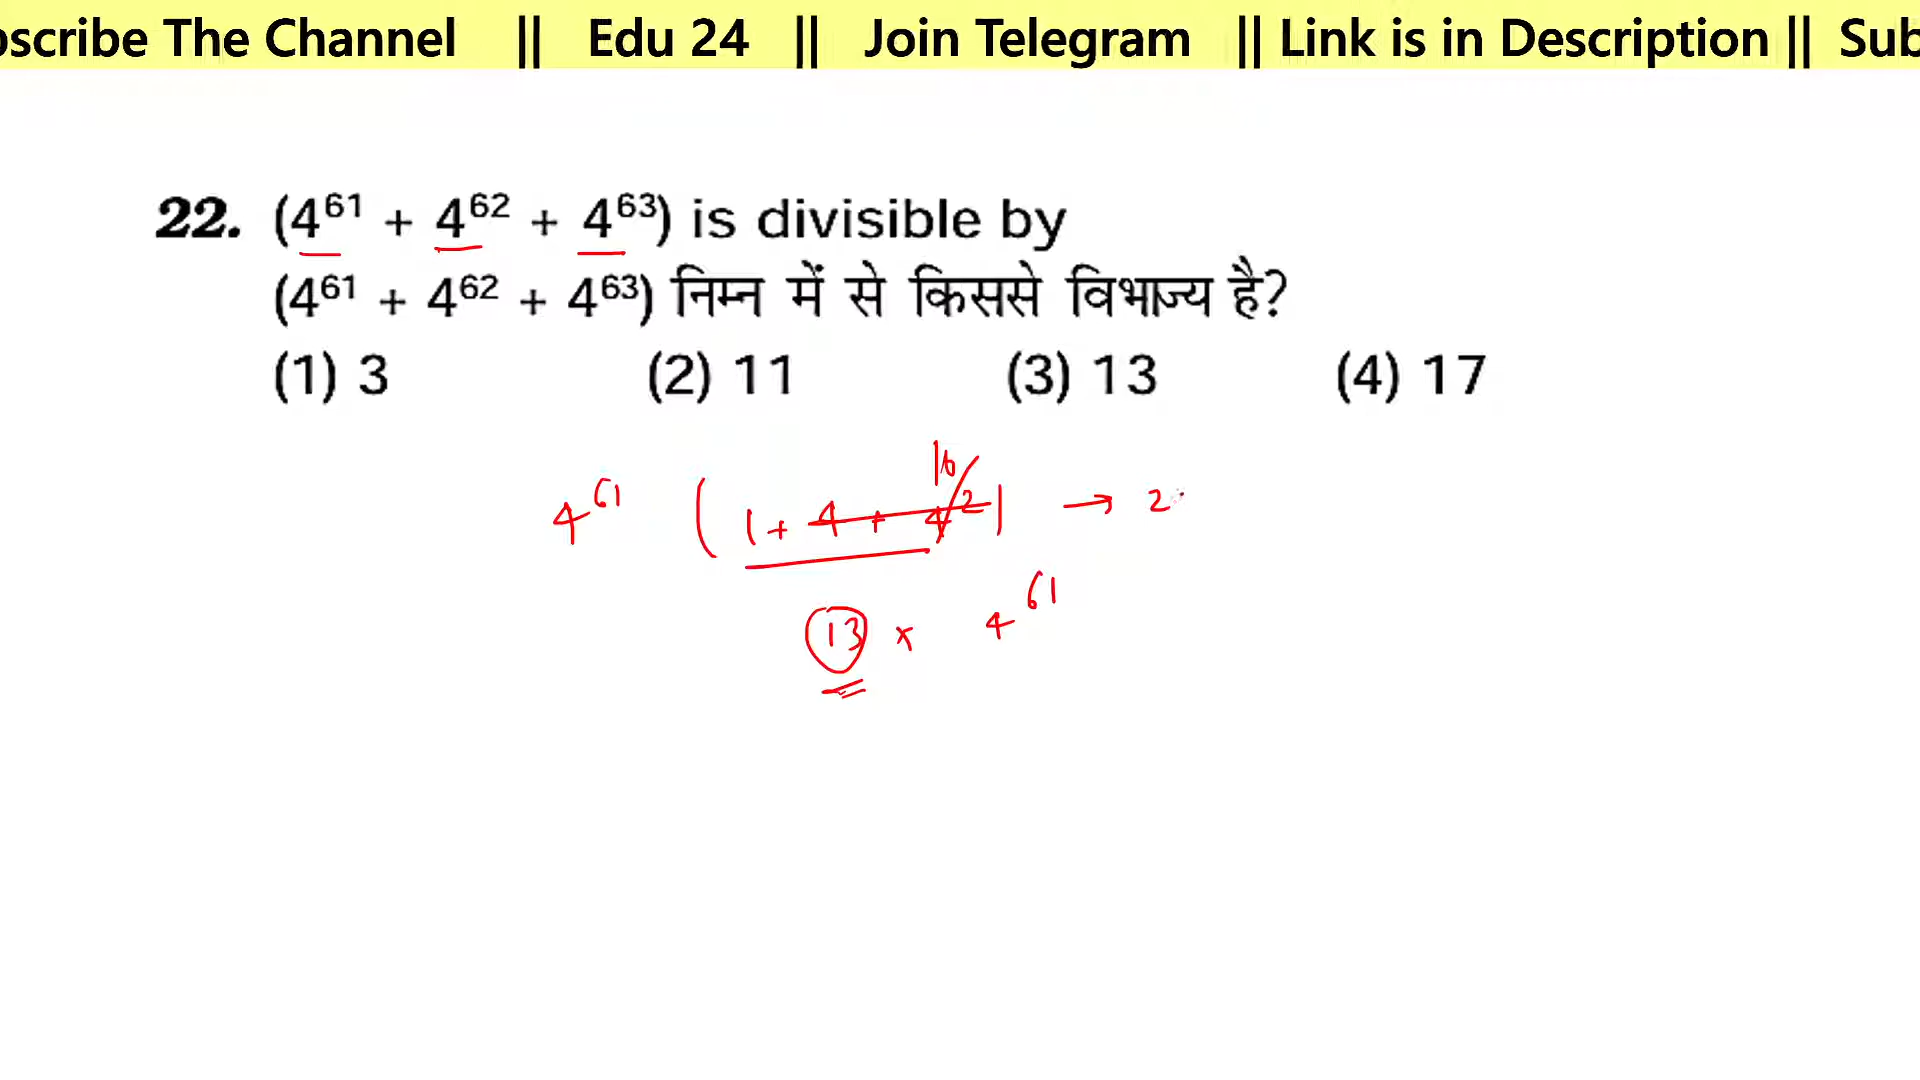 bscribe The Channel || Edu 24 || Join Telegram || Link is in Description || Sub
22. (4⁶¹ + 4⁶² + 4⁶³) is divisible by
(4⁶¹ + 4⁶² + 4⁶³) निम्न में से किससे विभाज्य है?
(1) 3 (2) 11 (3) 13 (4) 17
16
4⁶¹ (1 + 4 + 4²) → 2
13 × 4⁶¹